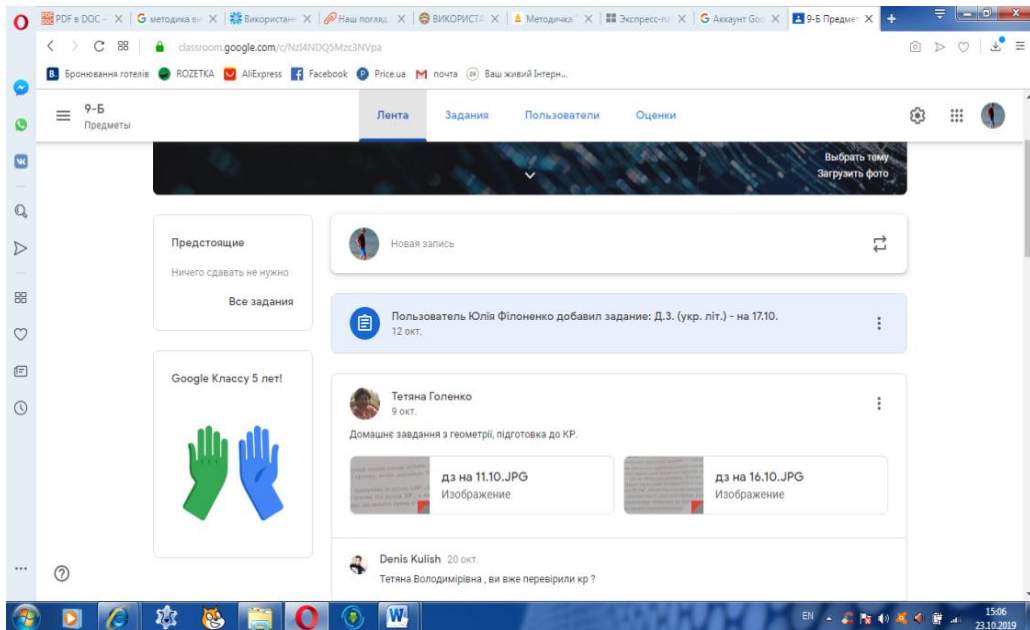 PDF в DOC –
методика ви
Використан
Наш погляд
ВИКОРИСТА
Методичка
Экспресс-па
Аккаунт Goo
9-Б Предмет
classroom.google.com/c/NzI4NDQ5Mzc3NVpa
Бронювання готелів
ROZETKA
AliExpress
Facebook
Price.ua
почта
Ваш живий Інтерн...
9-Б
Предметы
Лента
Задания
Пользователи
Оценки
Выбрать тему
Загрузить фото
Предстоящие
Ничего сдавать не нужно
Все задания
Новая запись
Пользователь Юлія Філоненко добавил задание: Д.З. (укр. літ.) - на 17.10.
12 окт.
Google Классу 5 лет!
Тетяна Голенко
9 окт.
Домашнє завдання з геометрії, підготовка до КР.
дз на 11.10.JPG
Изображение
дз на 16.10.JPG
Изображение
Denis Kulish 20 окт.
Тетяна Володимирівна , ви вже перевірили кр ?
EN
15:06
23.10.2019